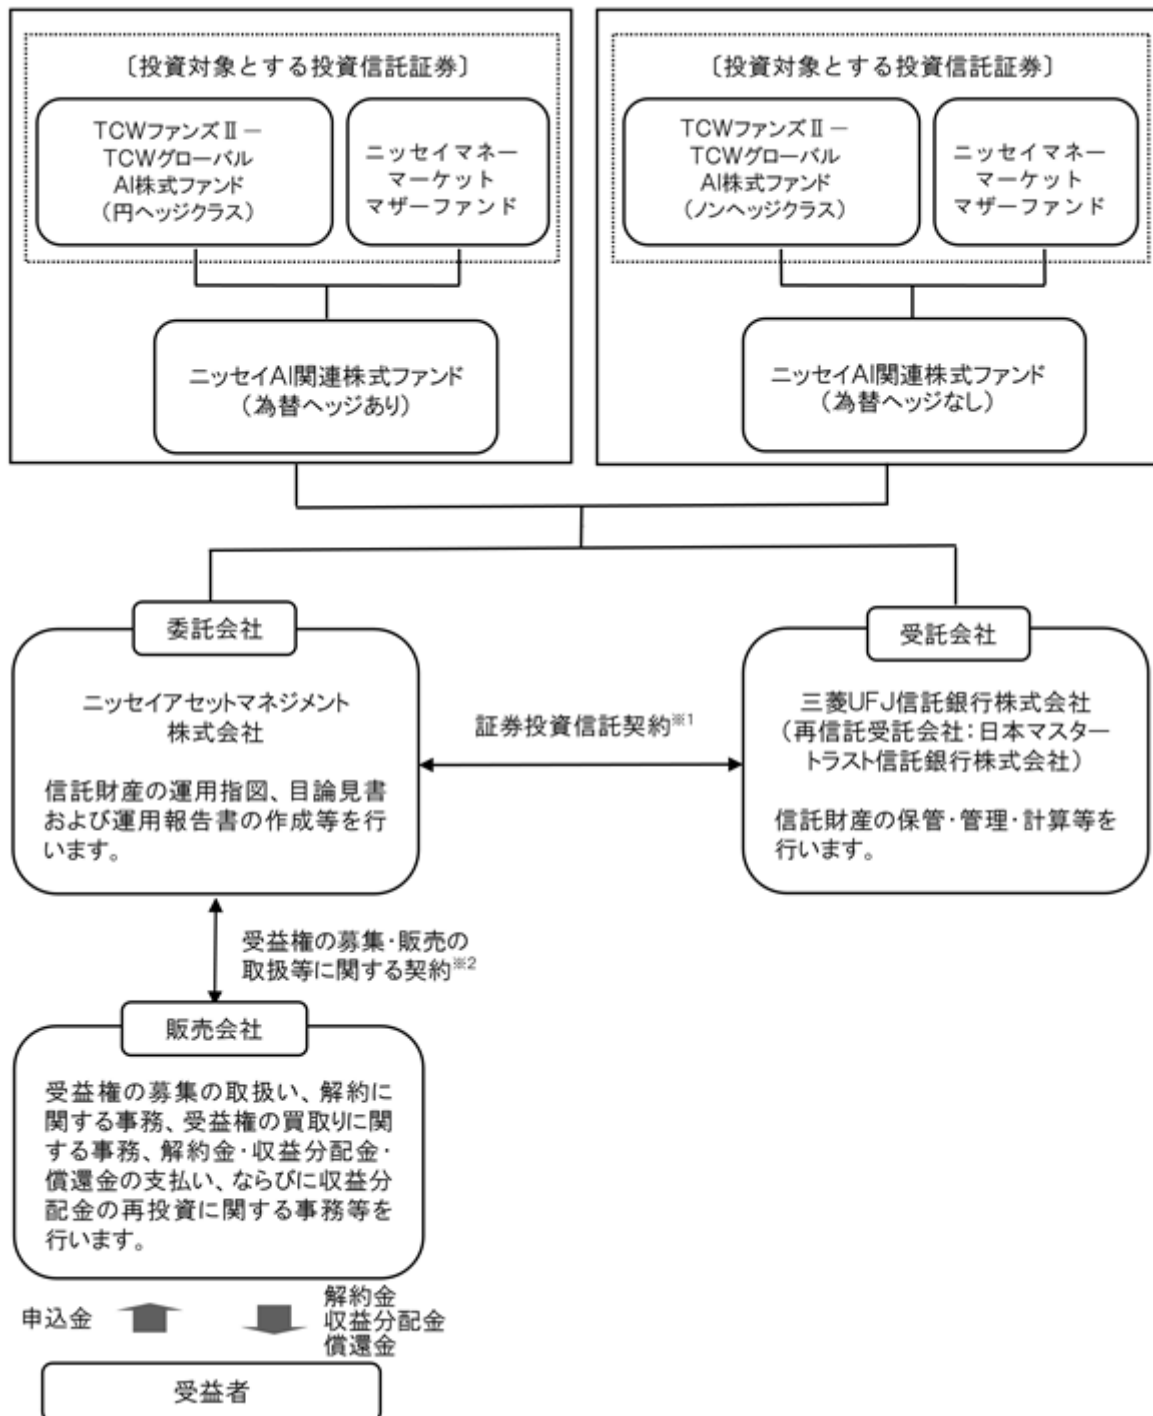 〔投資対象とする投資信託証券〕
TCWファンズⅡ－
TCWグローバル
AI株式ファンド
（円ヘッジクラス）
ニッセイマネー
マーケット
マザーファンド
ニッセイAI関連株式ファンド
（為替ヘッジあり）
〔投資対象とする投資信託証券〕
TCWファンズⅡ－
TCWグローバル
AI株式ファンド
（ノンヘッジクラス）
ニッセイマネー
マーケット
マザーファンド
ニッセイAI関連株式ファンド
（為替ヘッジなし）
委託会社
ニッセイアセットマネジメント
株式会社
信託財産の運用指図、目論見書
および運用報告書の作成等を行
います。
証券投資信託契約※1
受託会社
三菱UFJ信託銀行株式会社
（再信託受託会社：日本マスター
トラスト信託銀行株式会社）
信託財産の保管・管理・計算等を
行います。
受益権の募集・販売の
取扱等に関する契約※2
販売会社
受益権の募集の取扱い、解約に
関する事務、受益権の買取りに関
する事務、解約金・収益分配金・
償還金の支払い、ならびに収益分
配金の再投資に関する事務等を
行います。
申込金
解約金
収益分配金
償還金
受益者